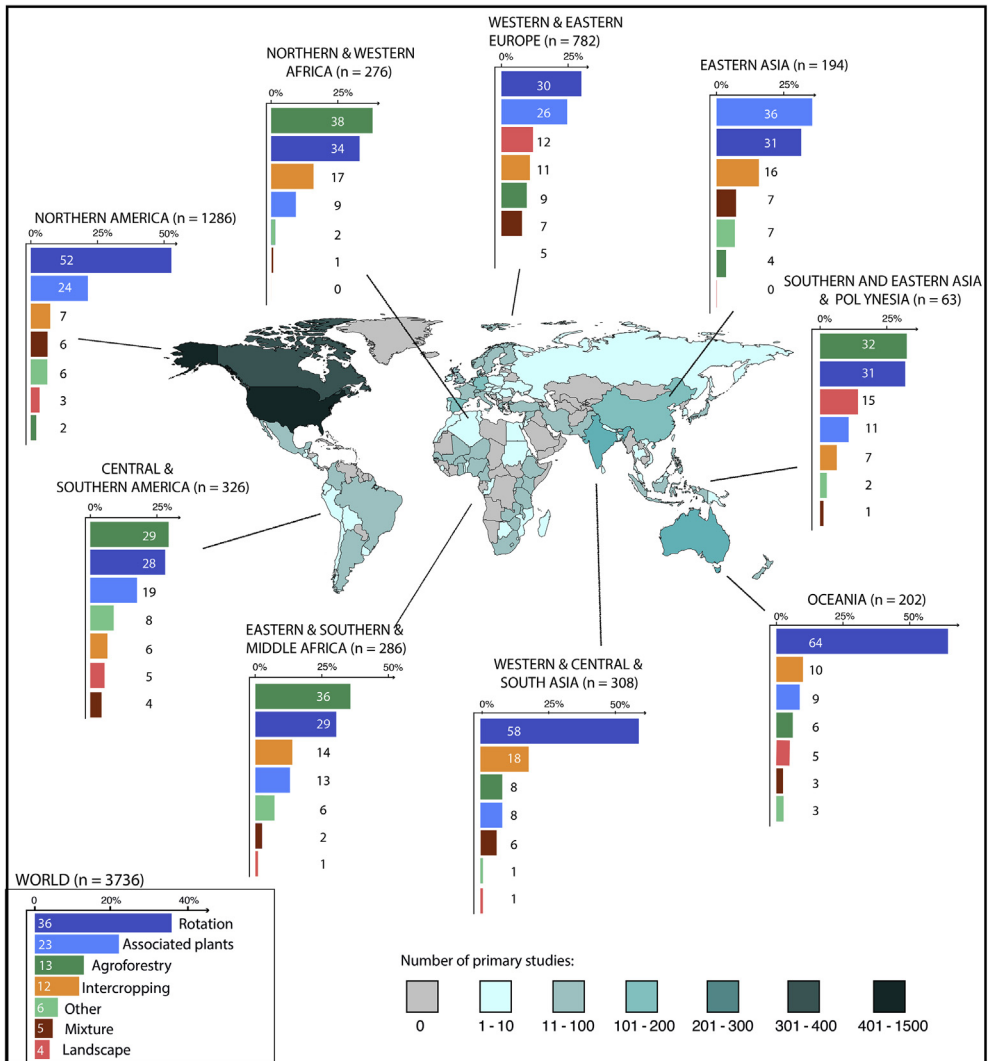 WESTERN & EASTERN
EUROPE (n = 782)
0% 25%
30
26
12
11
9
7
5
NORTHERN & WESTERN
AFRICA (n = 276)
0% 25%
38
34
17
9
2
1
0
EASTERN ASIA (n = 194)
0% 25%
36
31
16
7
7
4
0
NORTHERN AMERICA (n = 1286)
0% 25% 50%
52
24
7
6
6
3
2
SOUTHERN AND EASTERN ASIA
& POLYNESIA (n = 63)
0% 25%
32
31
15
11
7
2
1
CENTRAL &
SOUTHERN AMERICA (n = 326)
0% 25%
29
28
19
8
6
5
4
EASTERN & SOUTHERN &
MIDDLE AFRICA (n = 286)
0% 25% 50%
36
29
14
13
6
2
1
WESTERN & CENTRAL &
SOUTH ASIA (n = 308)
0% 25% 50%
58
18
8
8
6
1
1
OCEANIA (n = 202)
0% 25% 50%
64
10
9
6
5
3
3
WORLD (n = 3736)
0 20% 40%
36 Rotation
23 Associated plants
13 Agroforestry
12 Intercropping
6 Other
5 Mixture
4 Landscape
Number of primary studies:
0 1 - 10 11 - 100 101 - 200 201 - 300 301 - 400 401 - 1500